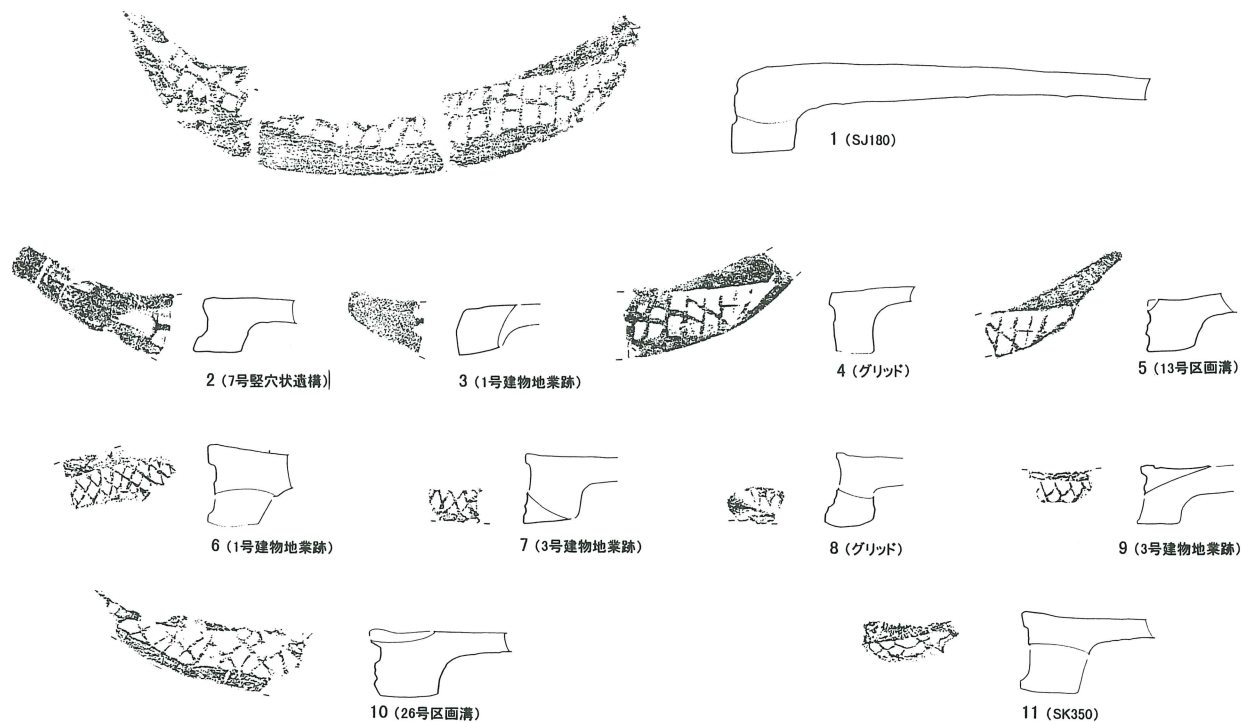 1 (SJ180)
2 (7号竪穴状遺構)
3 (1号建物地業跡)
4 (グリッド)
5 (13号区画溝)
6 (1号建物地業跡)
7 (3号建物地業跡)
8 (グリッド)
9 (3号建物地業跡)
10 (26号区画溝)
11 (SK350)